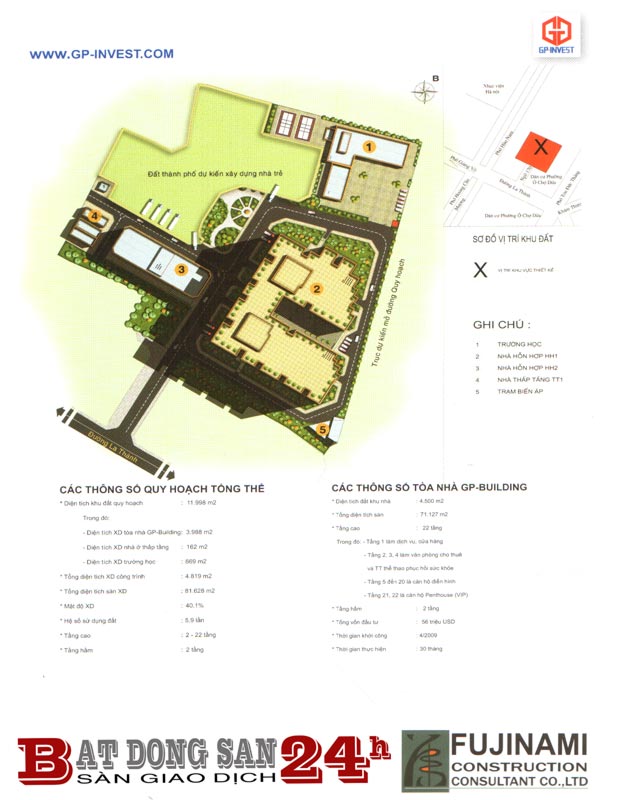 WWW.GP-INVEST.COM
GP-INVEST
B
Đất thành phố dự kiến xây dựng nhà trẻ
1
2
3
4
5
Trục dự kiến mở đường Quy hoạch
Đường La Thành
X
Đường La Thành
Dân cư Phường Ô Chợ Dừa
SƠ ĐỒ VỊ TRÍ KHU ĐẤT
X VỊ TRÍ KHU VỰC THIẾT KẾ
GHI CHÚ :
1 TRƯỜNG HỌC
2 NHÀ HỖN HỢP HH1
3 NHÀ HỖN HỢP HH2
4 NHÀ THẤP TẦNG TT1
5 TRẠM BIẾN ÁP
CÁC THÔNG SỐ QUY HOẠCH TỔNG THỂ
* Diện tích khu đất quy hoạch : 11.998 m2
Trong đó:
- Diện tích XD tòa nhà GP-Building: 3.988 m2
- Diện tích XD nhà ở thấp tầng : 162 m2
- Diện tích XD trường học : 669 m2
* Tổng diện tích XD công trình : 4.819 m2
* Tổng diện tích sàn XD : 81.628 m2
* Mật độ XD : 40.1%
* Hệ số sử dụng đất : 5,9 lần
* Tầng cao : 2 - 22 tầng
* Tầng hầm : 2 tầng
CÁC THÔNG SỐ TÒA NHÀ GP-BUILDING
* Diện tích đất khu nhà : 4.500 m2
* Tổng diện tích sàn : 71.127 m2
* Tầng cao : 22 tầng
Trong đó: - Tầng 1 làm dịch vụ, cửa hàng
- Tầng 2, 3, 4 làm văn phòng cho thuê
và TT thể thao phục hồi sức khỏe
- Tầng 5 đến 20 là căn hộ điển hình
- Tầng 21, 22 là căn hộ Penthouse (VIP)
* Tầng hầm : 2 tầng
* Tổng vốn đầu tư : 56 triệu USD
* Thời gian khởi công : 4/2009
* Thời gian thực hiện : 30 tháng
BAT DONG SAN 24h
SÀN GIAO DỊCH
FUJINAMI
CONSTRUCTION
CONSULTANT CO.,LTD